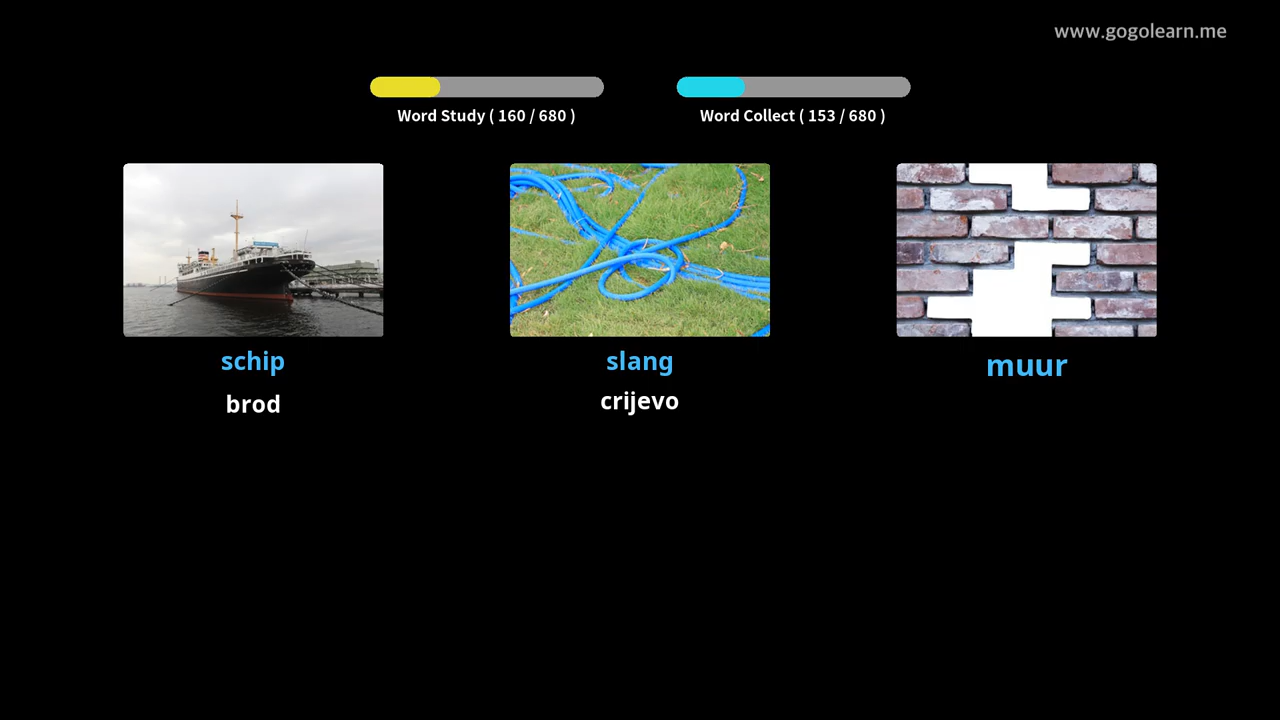 www.gogolearn.me
Word Study ( 160 / 680 )
Word Collect ( 153 / 680 )
schip
brod
slang
crijevo
muur